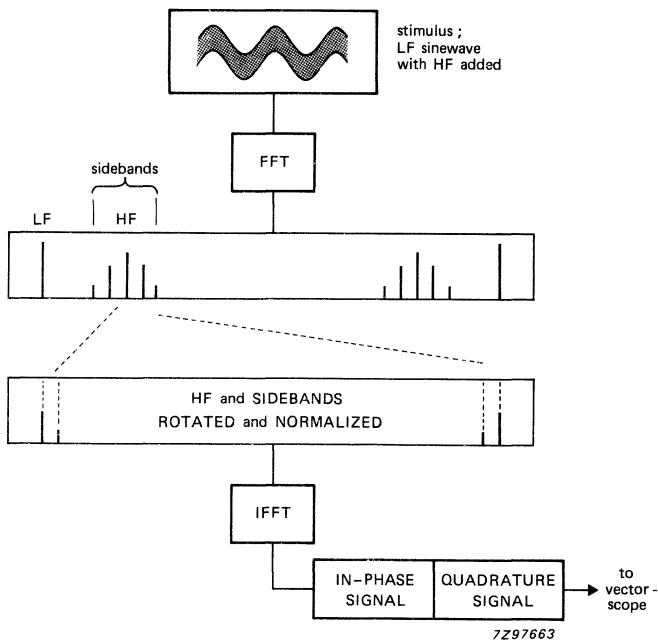 stimulus ;
LF sinewave
with HF added
FFT
sidebands
LF
HF
HF and SIDEBANDS
ROTATED and NORMALIZED
IFFT
IN-PHASE
SIGNAL
QUADRATURE
SIGNAL
to
vector-
scope
7Z97663